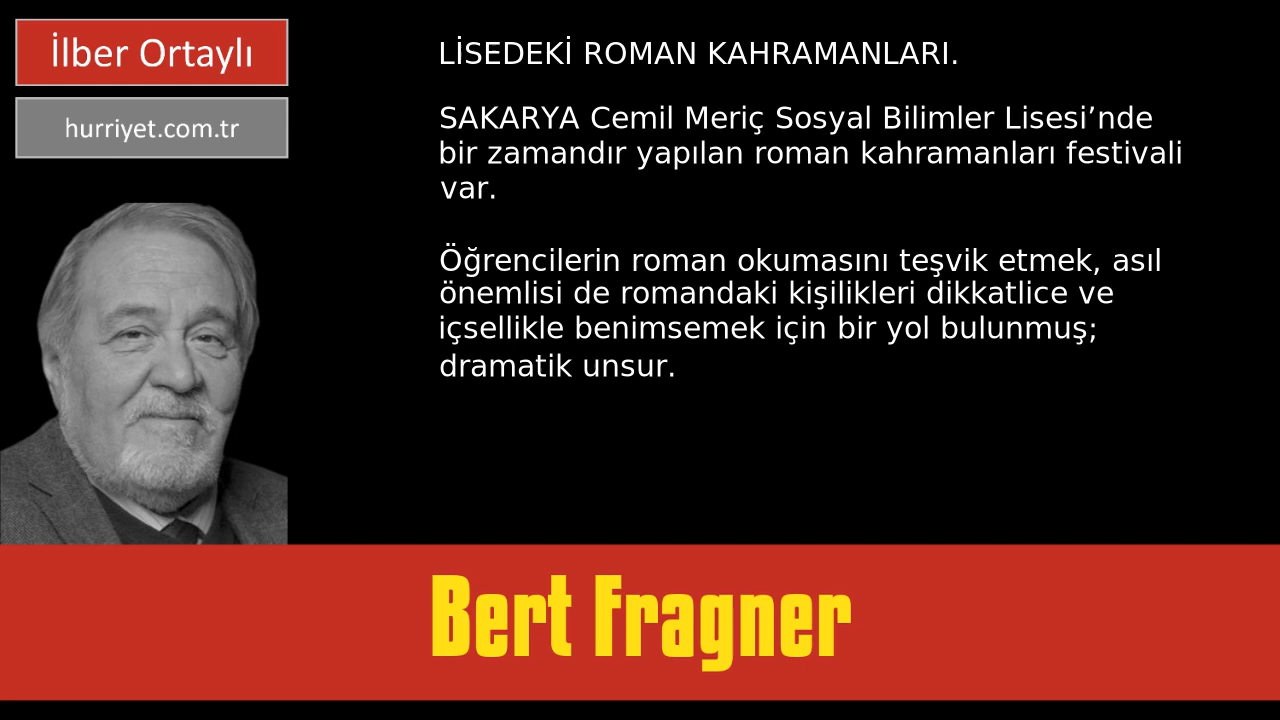 İlber Ortaylı
hurriyet.com.tr
LİSEDEKİ ROMAN KAHRAMANLARI.
SAKARYA Cemil Meriç Sosyal Bilimler Lisesi’nde
bir zamandır yapılan roman kahramanları festivali
var.
Öğrencilerin roman okumasını teşvik etmek, asıl
önemlisi de romandaki kişilikleri dikkatlice ve
içsellikle benimsemek için bir yol bulunmuş;
dramatik unsur.
Bert Fragner